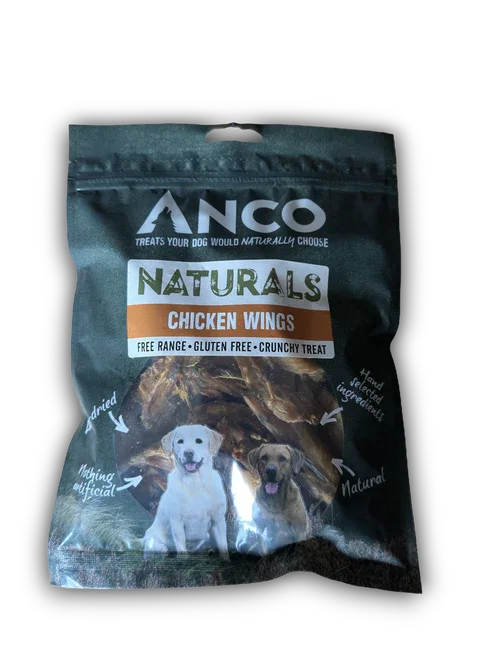 ANCO
TREATS YOUR DOG WOULD NATURALLY CHOOSE
NATURALS
CHICKEN WINGS
FREE RANGE • GLUTEN FREE • CRUNCHY TREAT
dried
Hand
selected
ingredients
Nothing
artificial
Natural